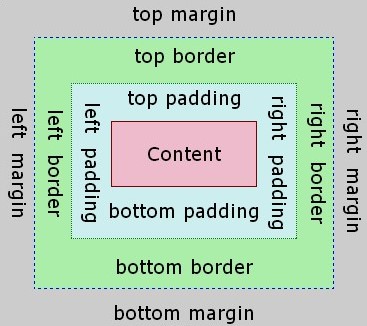 top margin
top border
top padding
left margin
left border
left padding
Content
right padding
right border
right margin
bottom padding
bottom border
bottom margin